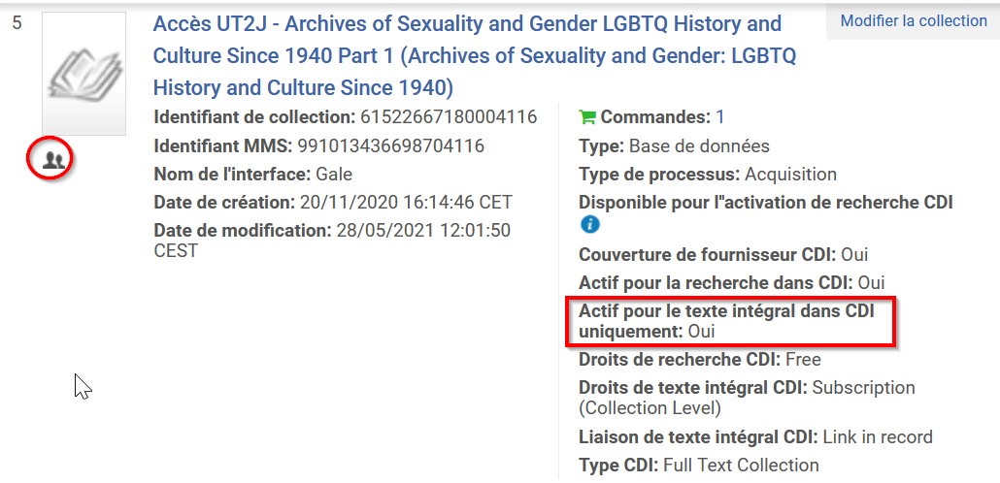 5
Accès UT2J - Archives of Sexuality and Gender LGBTQ History and
Culture Since 1940 Part 1 (Archives of Sexuality and Gender: LGBTQ
History and Culture Since 1940)
Modifier la collection
Identifiant de collection: 61522667180004116
Identifiant MMS: 991013436698704116
Nom de l'interface: Gale
Date de création: 20/11/2020 16:14:46 CET
Date de modification: 28/05/2021 12:01:50
CEST
Commandes: 1
Type: Base de données
Type de processus: Acquisition
Disponible pour l''activation de recherche CDI
Couverture de fournisseur CDI: Oui
Actif pour la recherche dans CDI: Oui
Actif pour le texte intégral dans CDI
uniquement: Oui
Droits de recherche CDI: Free
Droits de texte intégral CDI: Subscription
(Collection Level)
Liaison de texte intégral CDI: Link in record
Type CDI: Full Text Collection